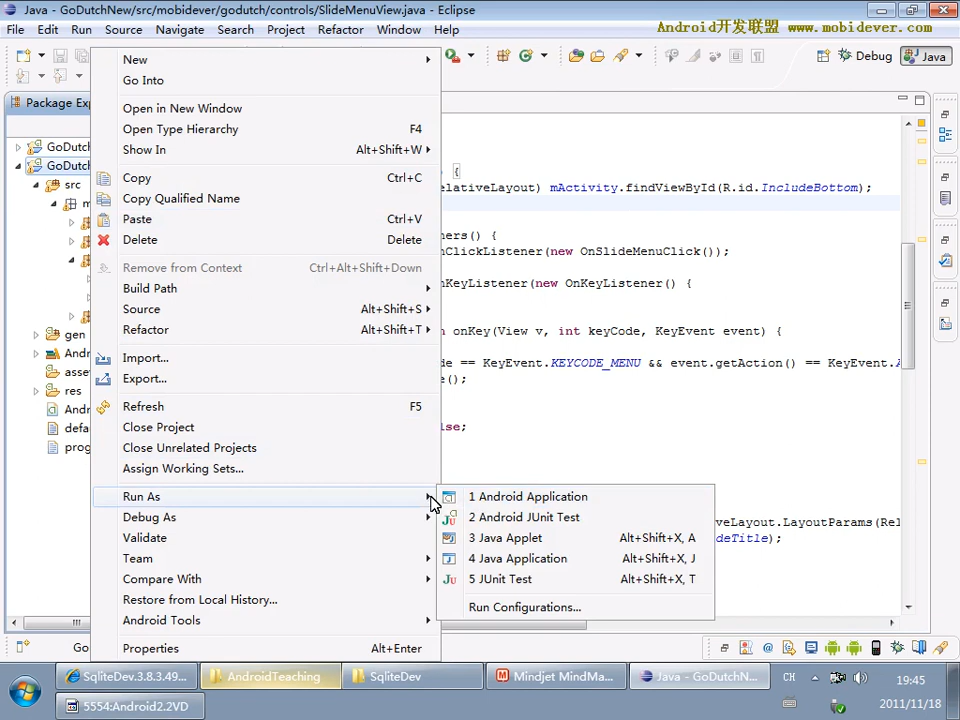 Java - GoDutchNew/src/mobidever/godutch/controls/SlideMenuView.java - Eclipse
File Edit Run Source Navigate Search Project Refactor Window Help
Android开发联盟 www.mobidever.com
Debug Java
Package Exp
GoDutch
GoDutch
src
m
gen
Andr
asse
res
Andr
defa
prog
New
Go Into
Open in New Window
Open Type Hierarchy F4
Show In Alt+Shift+W
Copy Ctrl+C
Copy Qualified Name
Paste Ctrl+V
Delete Delete
Remove from Context Ctrl+Alt+Shift+Down
Build Path
Source Alt+Shift+S
Refactor Alt+Shift+T
Import...
Export...
Refresh F5
Close Project
Close Unrelated Projects
Assign Working Sets...
Run As
Debug As
Validate
Team
Compare With
Restore from Local History...
Android Tools
Properties Alt+Enter
1 Android Application
2 Android JUnit Test
3 Java Applet Alt+Shift+X, A
4 Java Application Alt+Shift+X, J
5 JUnit Test Alt+Shift+X, T
Run Configurations...
{
elativeLayout) mActivity.findViewById(R.id.IncludeBottom);
ners() {
nClickListener(new OnSlideMenuClick());
nKeyListener(new OnKeyListener() {
n onKey(View v, int keyCode, KeyEvent event) {
de == KeyEvent.KEYCODE_MENU && event.getAction() == KeyEvent.A
e();
lse;
veLayout.LayoutParams(Rel
deTitle);
Go
SqliteDev.3.8.3.49...
AndroidTeaching
SqliteDev
Mindjet MindMa...
Java - GoDutchN...
CH
19:45
2011/11/18
5554:Android2.2VD